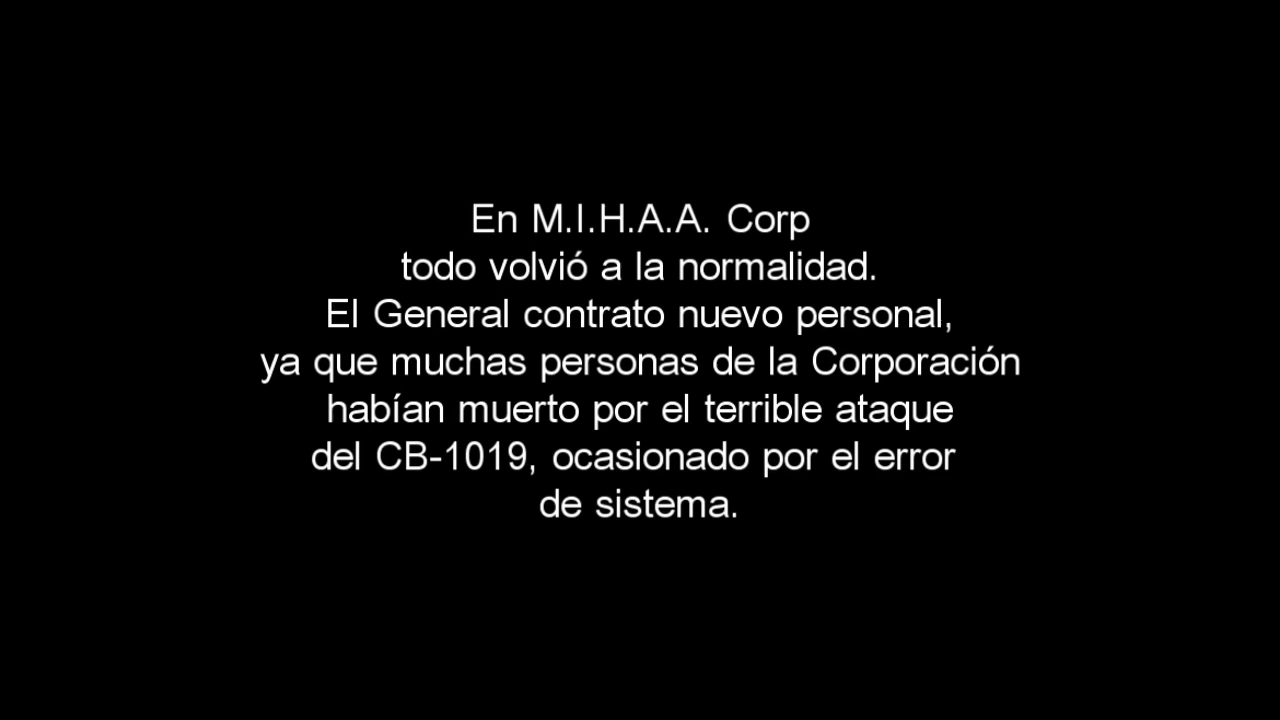 En M.I.H.A.A. Corp
todo volvió a la normalidad.
El General contrato nuevo personal,
ya que muchas personas de la Corporación
habían muerto por el terrible ataque
del CB-1019, ocasionado por el error
de sistema.